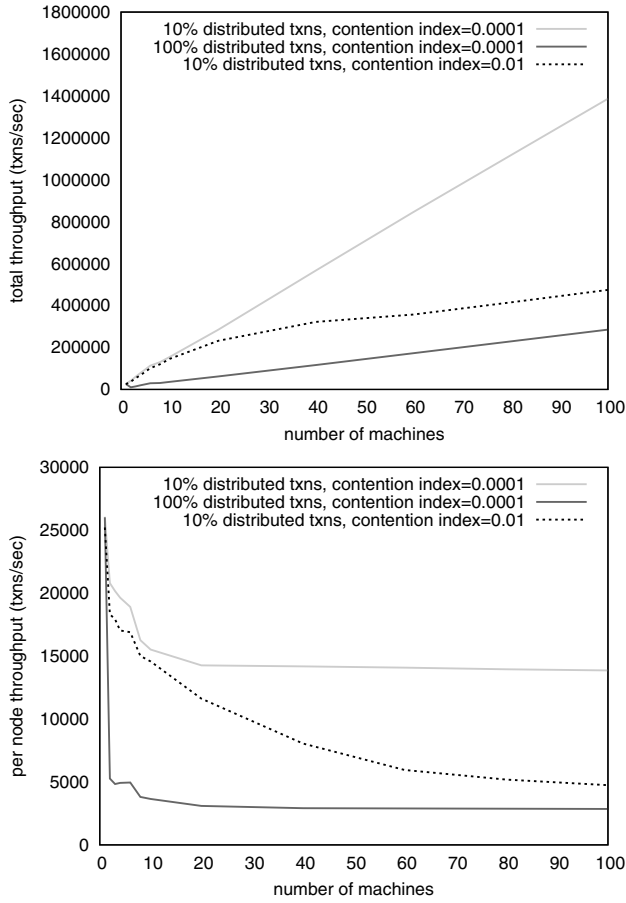 1800000
1600000
1400000
1200000
1000000
800000
600000
400000
200000
0
total throughput (txns/sec)
10% distributed txns, contention index=0.0001
100% distributed txns, contention index=0.0001
10% distributed txns, contention index=0.01
0 10 20 30 40 50 60 70 80 90 100
number of machines
30000
25000
20000
15000
10000
5000
0
per node throughput (txns/sec)
10% distributed txns, contention index=0.0001
100% distributed txns, contention index=0.0001
10% distributed txns, contention index=0.01
0 10 20 30 40 50 60 70 80 90 100
number of machines